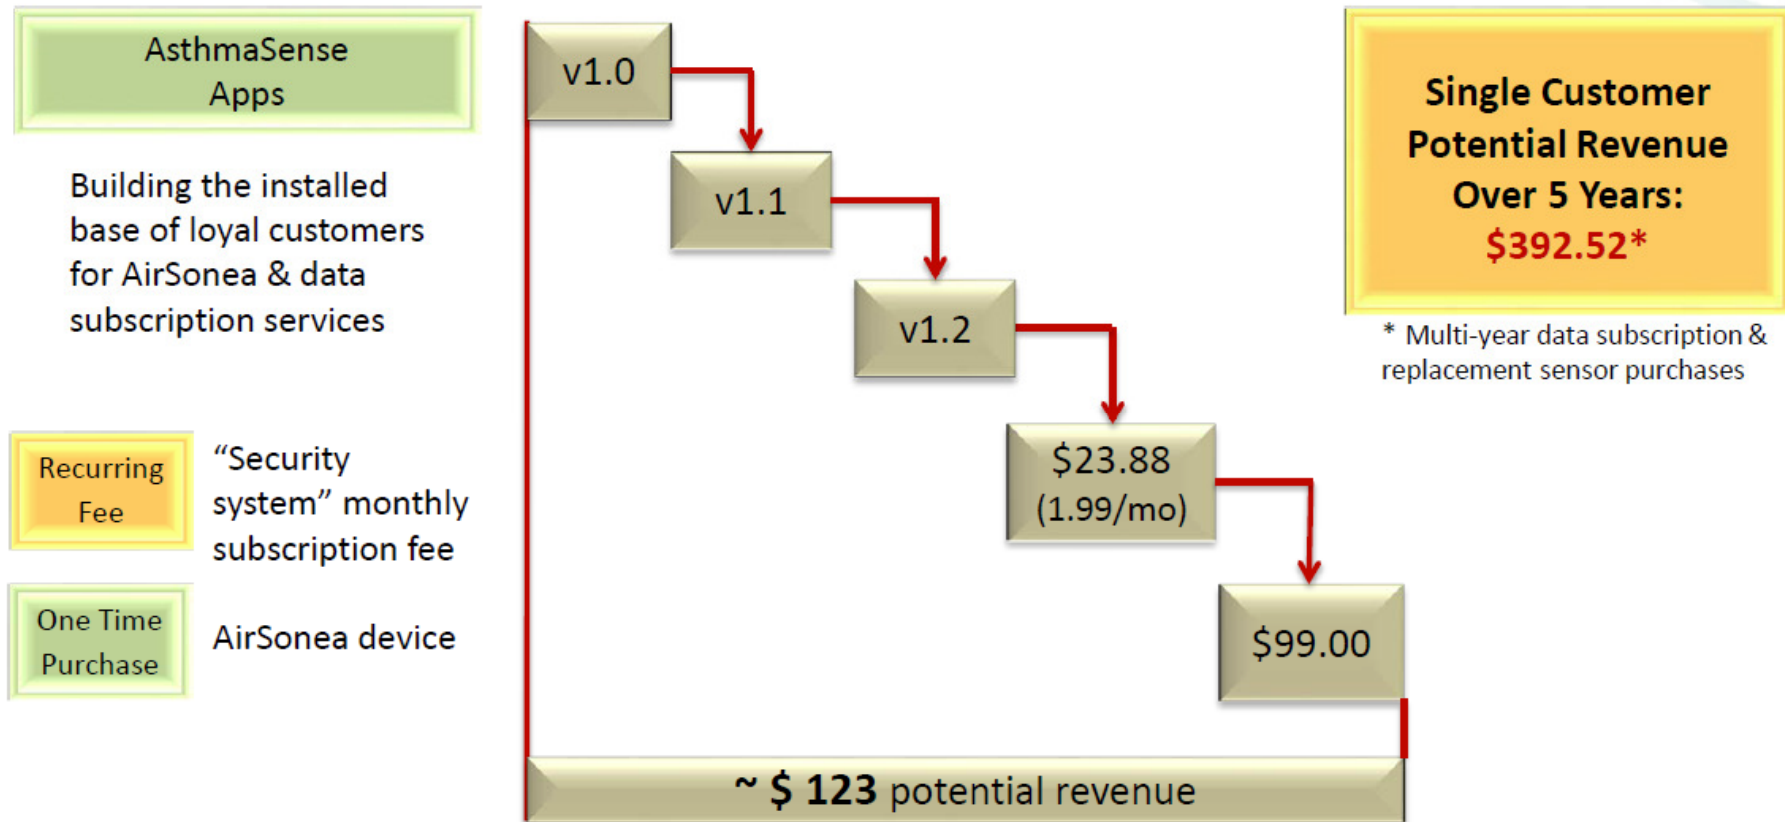 AsthmaSense
Apps
Building the installed
base of loyal customers
for AirSonea & data
subscription services
Recurring
Fee
“Security
system” monthly
subscription fee
One Time
Purchase
AirSonea device
v1.0
v1.1
v1.2
$23.88
(1.99/mo)
$99.00
~ $ 123 potential revenue
Single Customer
Potential Revenue
Over 5 Years:
$392.52*
* Multi-year data subscription &
replacement sensor purchases